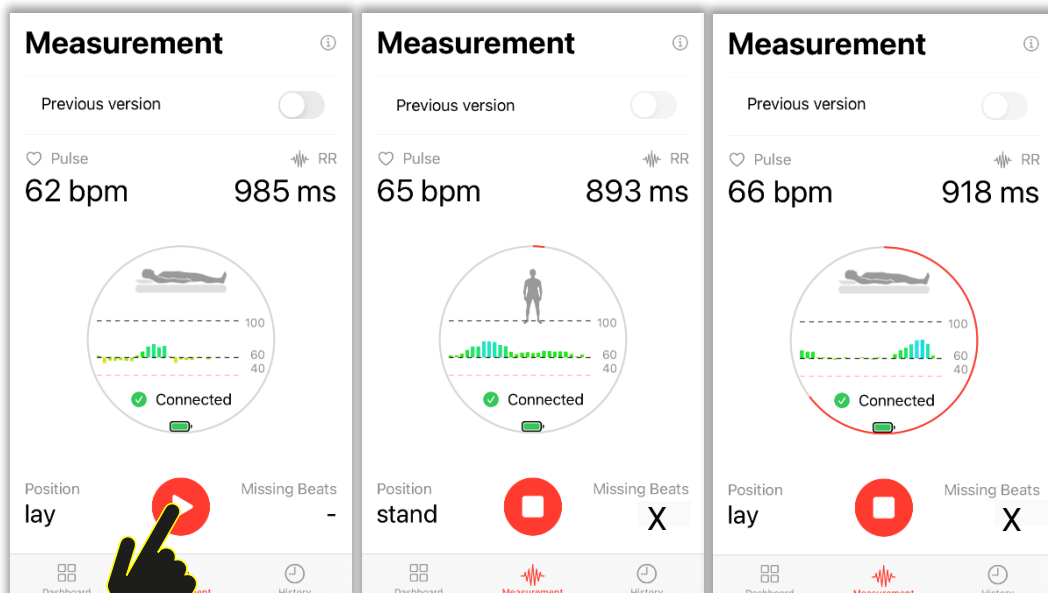 Measurement
Previous version
Pulse RR
62 bpm 985 ms
100
60
40
Connected
Position Missing Beats
lay -
Dashboard History
Measurement
Previous version
Pulse RR
65 bpm 893 ms
100
60
40
Connected
Position Missing Beats
stand X
Dashboard Measurement History
Measurement
Previous version
Pulse RR
66 bpm 918 ms
100
60
40
Connected
Position Missing Beats
lay X
Dashboard Measurement History